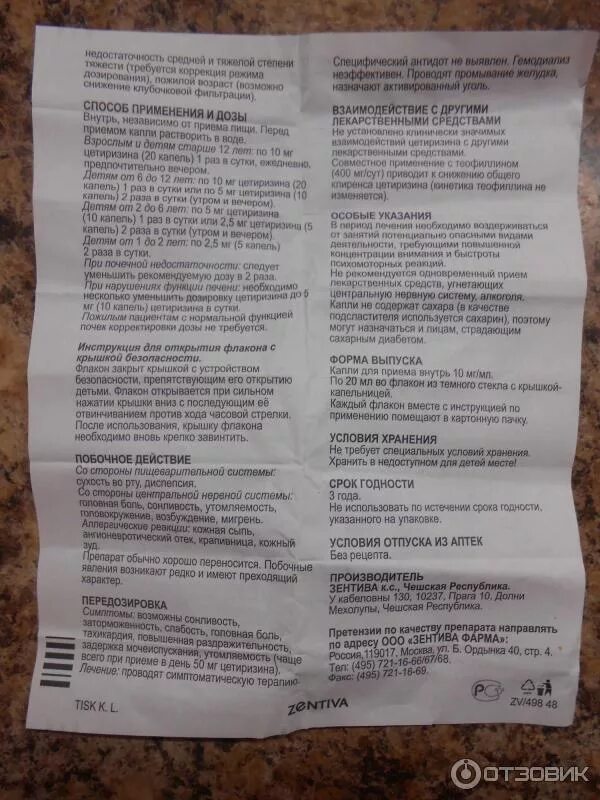 недостаточность средней и тяжелой степени
тяжести (требуется коррекция режима
дозирования), пожилой возраст (возможно
снижение клубочковой фильтрации).
СПОСОБ ПРИМЕНЕНИЯ И ДОЗЫ
Внутрь, независимо от приема пищи. Перед
приемом капли растворить в воде.
Взрослым и детям старше 12 лет: по 10 мг
цетиризина (20 капель) 1 раз в сутки, ежедневно,
предпочтительно вечером.
Детям от 6 до 12 лет: по 10 мг цетиризина (20
капель) 1 раз в сутки или по 5 мг цетиризина (10
капель) 2 раза в сутки (утром и вечером).
Детям от 2 до 6 лет: по 5 мг цетиризина
(10 капель) 1 раз в сутки или 2,5 мг цетиризина (5
капель) 2 раза в сутки (утром и вечером).
Детям от 1 до 2 лет: по 2,5 мг (5 капель)
2 раза в сутки.
При почечной недостаточности: следует
уменьшить рекомендуемую дозу в 2 раза.
При нарушениях функции печени: необходимо
несколько уменьшить дозировку цетиризина до 5
мг (10 капель) цетиризина в сутки.
Пожилым пациентам с нормальной функцией
почек корректировки дозы не требуется.
Инструкция для открытия флакона с
крышкой безопасности.
Флакон закрыт крышкой с устройством
безопасности, препятствующим его открытию
детьми. Флакон открывается при сильном
нажатии крышки вниз с последующим её
отвинчиванием против хода часовой стрелки.
После использования, крышку флакона
необходимо вновь крепко завинтить.
ПОБОЧНОЕ ДЕЙСТВИЕ
Со стороны пищеварительной системы:
сухость во рту, диспепсия.
Со стороны центральной нервной системы:
головная боль, сонливость, утомляемость,
головокружение, возбуждение, мигрень.
Аллергические реакции: кожная сыпь,
ангионевротический отек, крапивница, кожный
зуд.
Препарат обычно хорошо переносится. Побочные
явления возникают редко и имеют преходящий
характер.
ПЕРЕДОЗИРОВКА
Симптомы: возможны сонливость,
заторможенность, слабость, головная боль,
тахикардия, повышенная раздражительность,
задержка мочеиспускания, утомляемость (чаще
всего при приеме в день 50 мг цетиризина).
Лечение: проводят симптоматическую терапию.
TISK K. L.
Специфический антидот не выявлен. Гемодиализ
неэффективен. Проводят промывание желудка,
назначают активированный уголь.
ВЗАИМОДЕЙСТВИЕ С ДРУГИМИ
ЛЕКАРСТВЕННЫМИ СРЕДСТВАМИ
Не установлено клинически значимых
взаимодействий цетиризина с другими
лекарственными средствами.
Совместное применение с теофиллином
(400 мг/сут) приводит к снижению общего
клиренса цетиризина (кинетика теофиллина не
изменяется).
ОСОБЫЕ УКАЗАНИЯ
В период лечения необходимо воздерживаться
от занятий потенциально опасными видами
деятельности, требующими повышенной
концентрации внимания и быстроты
психомоторных реакций.
Не рекомендуется одновременный прием
лекарственных средств, угнетающих
центральную нервную систему, алкоголя.
Капли не содержат сахара (в качестве
подсластителя используется сахарин), поэтому
могут назначаться и лицам, страдающим
сахарным диабетом.
ФОРМА ВЫПУСКА
Капли для приема внутрь 10 мг/мл.
По 20 мл во флакон из темного стекла с крышкой-
капельницей.
Каждый флакон вместе с инструкцией по
применению помещают в картонную пачку.
УСЛОВИЯ ХРАНЕНИЯ
Не требует специальных условий хранения.
Хранить в недоступном для детей месте!
СРОК ГОДНОСТИ
3 года.
Не использовать по истечении срока годности,
указанного на упаковке.
УСЛОВИЯ ОТПУСКА ИЗ АПТЕК
Без рецепта.
ПРОИЗВОДИТЕЛЬ
ЗЕНТИВА к.с., Чешская Республика.
У кабеловны 130, 10237, Прага 10, Долни
Мехолупы, Чешская Республика.
Претензии по качеству препарата направлять
по адресу ООО «ЗЕНТИВА ФАРМА»:
Россия,119017, Москва, ул. Б. Ордынка 40, стр. 4.
Тел: (495) 721-16-66/67/68.
Факс: (495) 721-16-69.
ZENTIVA
ZV/498 48
ОТЗОВИК